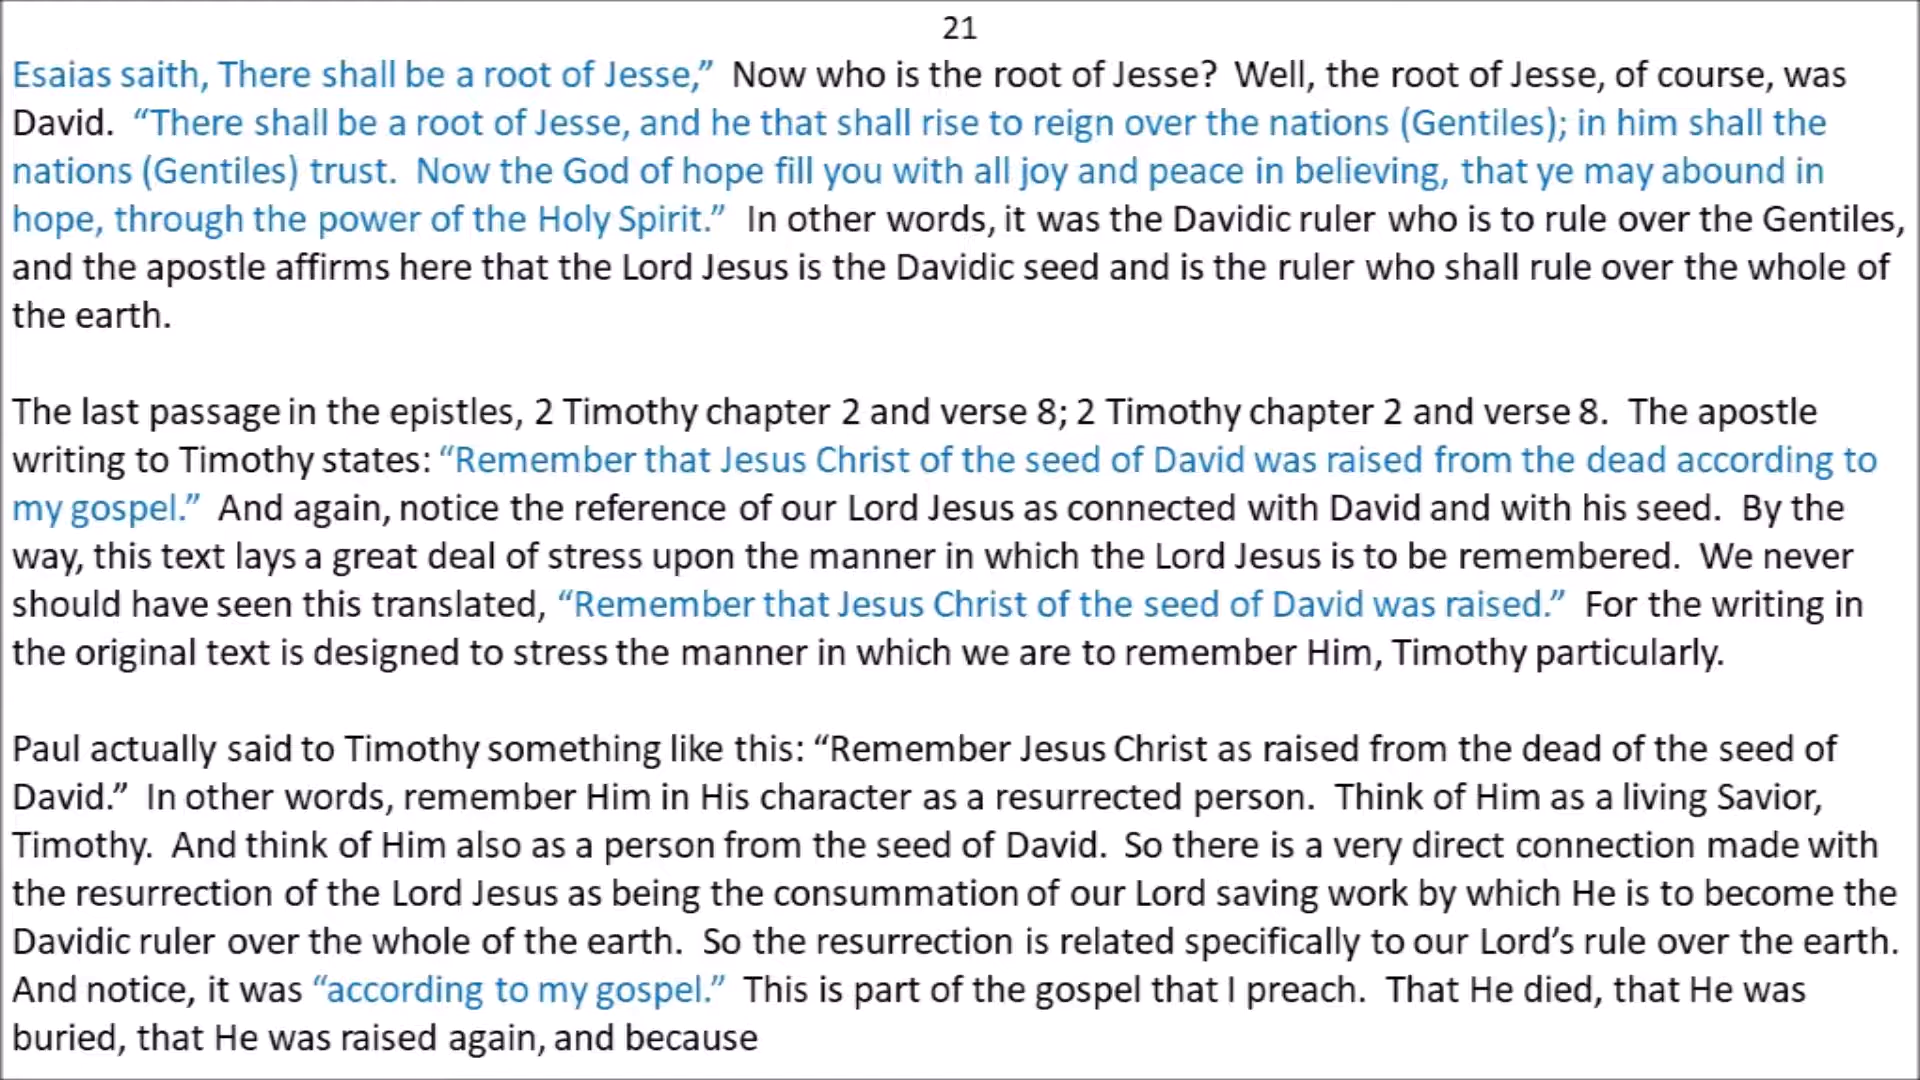 21
Esaias saith, There shall be a root of Jesse,”  Now who is the root of Jesse?  Well, the root of Jesse, of course, was
David.  “There shall be a root of Jesse, and he that shall rise to reign over the nations (Gentiles); in him shall the
nations (Gentiles) trust.  Now the God of hope fill you with all joy and peace in believing, that ye may abound in
hope, through the power of the Holy Spirit.”  In other words, it was the Davidic ruler who is to rule over the Gentiles,
and the apostle affirms here that the Lord Jesus is the Davidic seed and is the ruler who shall rule over the whole of
the earth.
The last passage in the epistles, 2 Timothy chapter 2 and verse 8; 2 Timothy chapter 2 and verse 8.  The apostle
writing to Timothy states: “Remember that Jesus Christ of the seed of David was raised from the dead according to
my gospel.”  And again, notice the reference of our Lord Jesus as connected with David and with his seed.  By the
way, this text lays a great deal of stress upon the manner in which the Lord Jesus is to be remembered.  We never
should have seen this translated, “Remember that Jesus Christ of the seed of David was raised.”  For the writing in
the original text is designed to stress the manner in which we are to remember Him, Timothy particularly.
Paul actually said to Timothy something like this: “Remember Jesus Christ as raised from the dead of the seed of
David.”  In other words, remember Him in His character as a resurrected person.  Think of Him as a living Savior,
Timothy.  And think of Him also as a person from the seed of David.  So there is a very direct connection made with
the resurrection of the Lord Jesus as being the consummation of our Lord saving work by which He is to become the
Davidic ruler over the whole of the earth.  So the resurrection is related specifically to our Lord’s rule over the earth.
And notice, it was “according to my gospel.”  This is part of the gospel that I preach.  That He died, that He was
buried, that He was raised again, and because